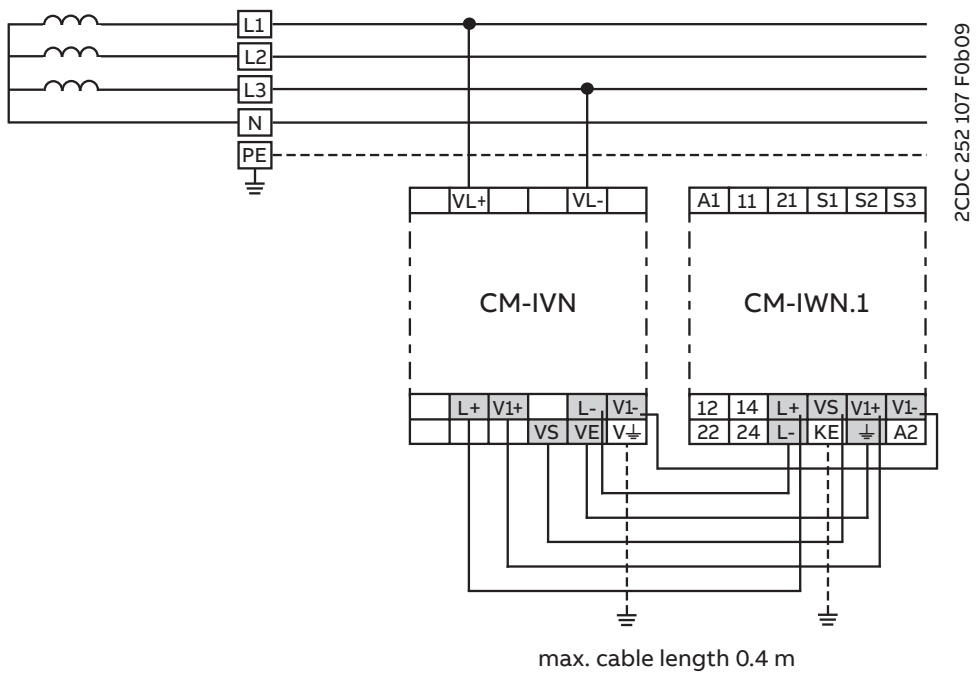 L1
L2
L3
N
PE
2CDC 252 107 F0b09
VL+ VL-
A1 11 21 S1 S2 S3
CM-IVN
CM-IWN.1
L+ V1+ L- V1-
VS VE V⏚
12 14 L+ VS V1+ V1-
22 24 L- KE ⏚ A2
max. cable length 0.4 m